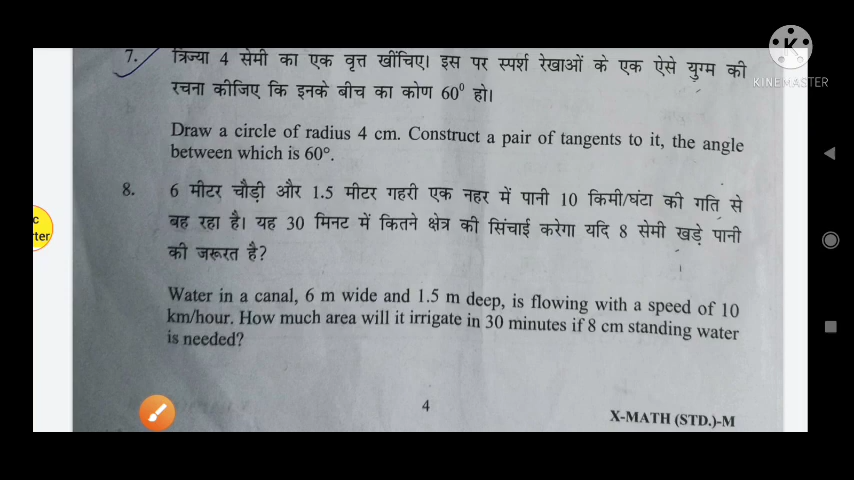 KINEMASTER
7. त्रिज्या 4 सेमी का एक वृत्त खींचिए। इस पर स्पर्श रेखाओं के एक ऐसे युग्म की
रचना कीजिए कि इनके बीच का कोण 60⁰ हो।
Draw a circle of radius 4 cm. Construct a pair of tangents to it, the angle
between which is 60°.
8. 6 मीटर चौड़ी और 1.5 मीटर गहरी एक नहर में पानी 10 किमी/घंटा की गति से
बह रहा है। यह 30 मिनट में कितने क्षेत्र की सिंचाई करेगा यदि 8 सेमी खड़े पानी
की जरूरत है?
Water in a canal, 6 m wide and 1.5 m deep, is flowing with a speed of 10
km/hour. How much area will it irrigate in 30 minutes if 8 cm standing water
is needed?
4
X-MATH (STD.)-M